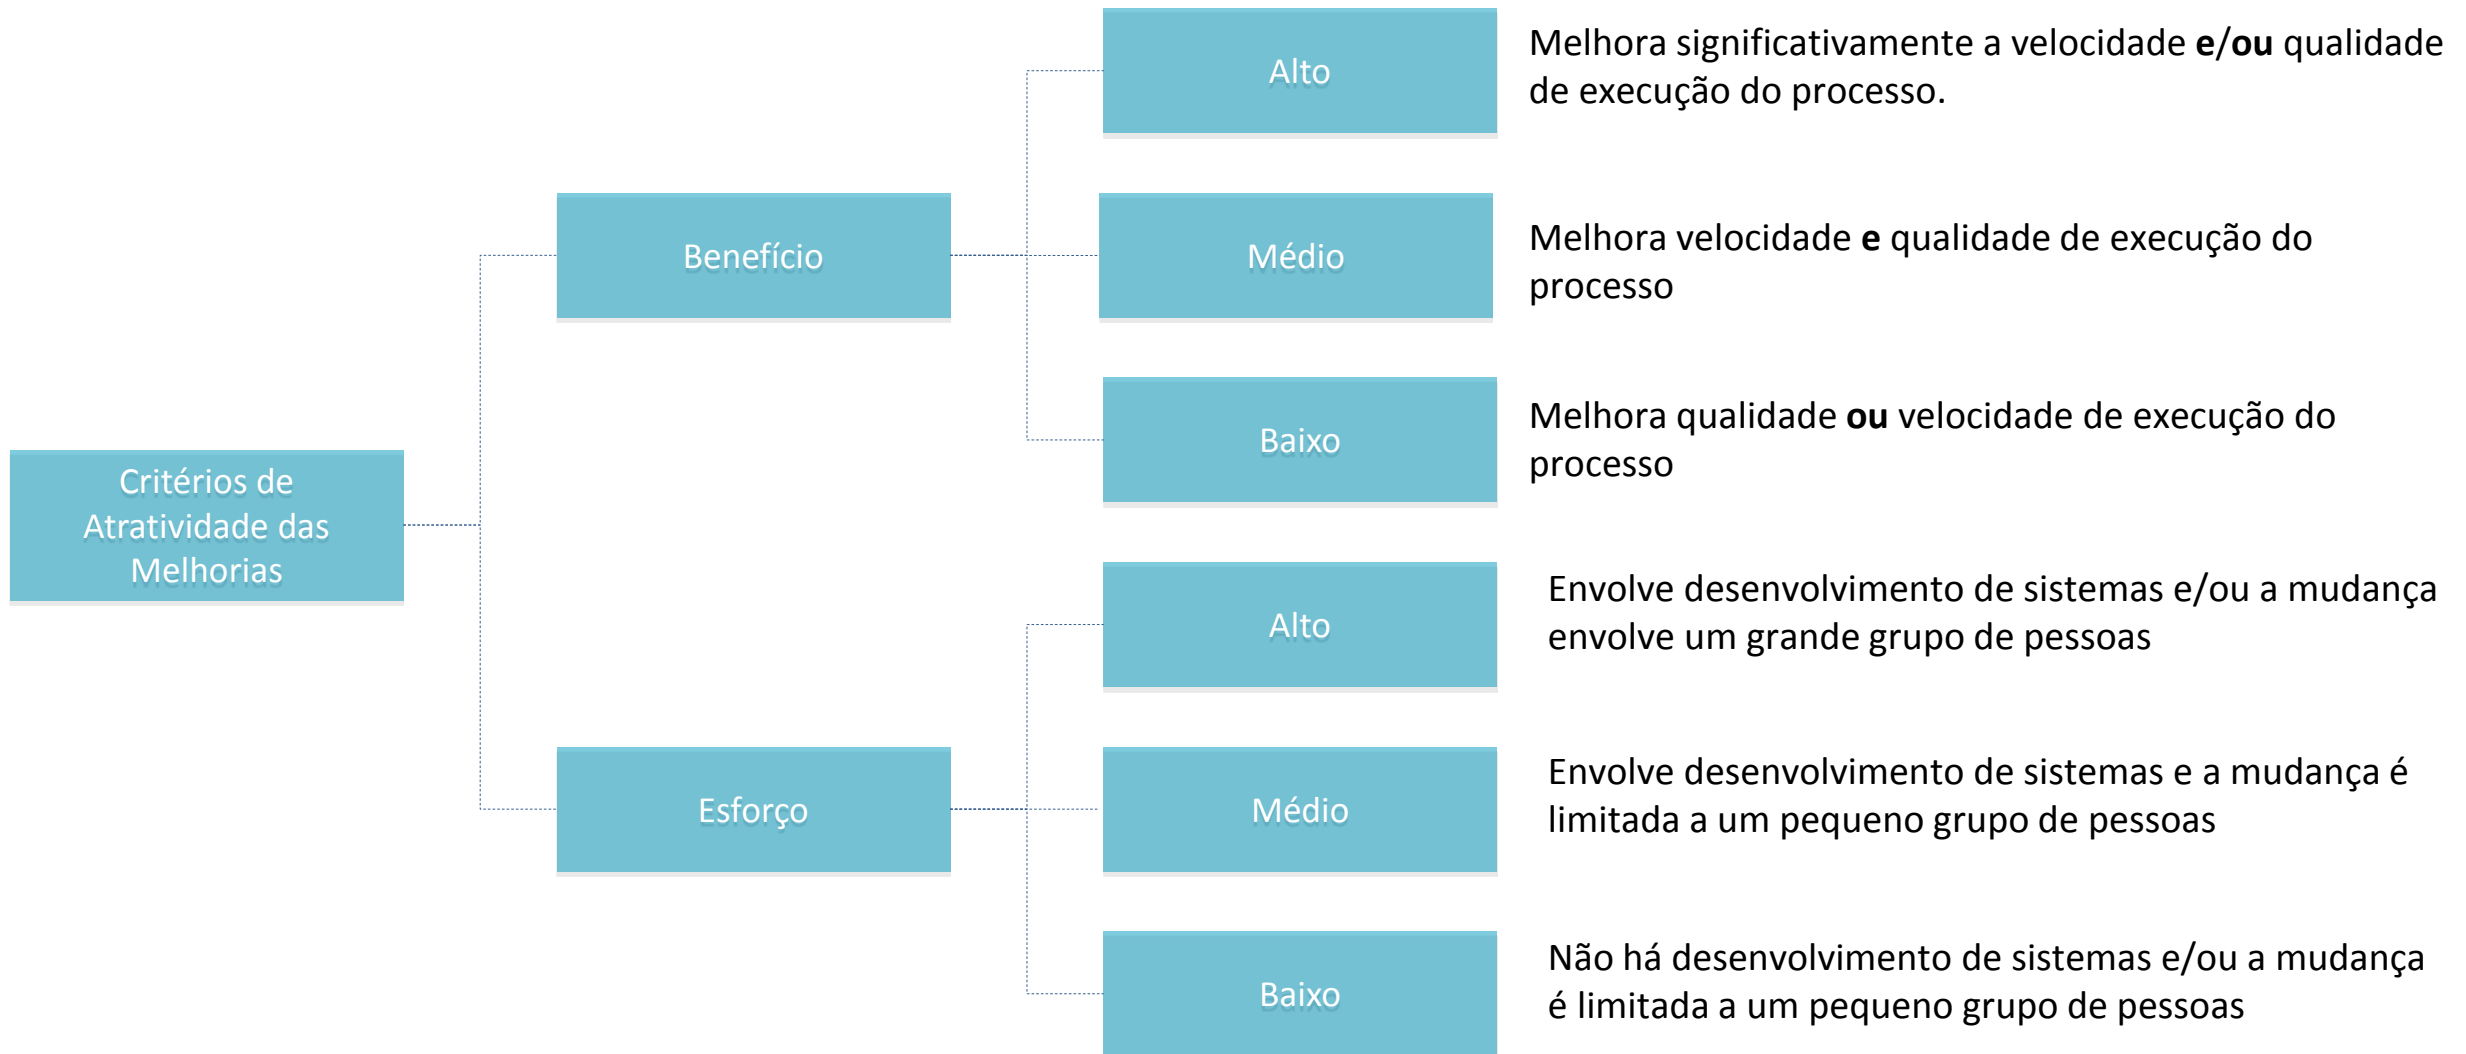 Alto
Melhora significativamente a velocidade e/ou qualidade
de execução do processo.
Benefício
Médio
Melhora velocidade e qualidade de execução do
processo
Baixo
Melhora qualidade ou velocidade de execução do
processo
Critérios de
Atratividade das
Melhorias
Alto
Envolve desenvolvimento de sistemas e/ou a mudança
envolve um grande grupo de pessoas
Esforço
Médio
Envolve desenvolvimento de sistemas e a mudança é
limitada a um pequeno grupo de pessoas
Baixo
Não há desenvolvimento de sistemas e/ou a mudança
é limitada a um pequeno grupo de pessoas